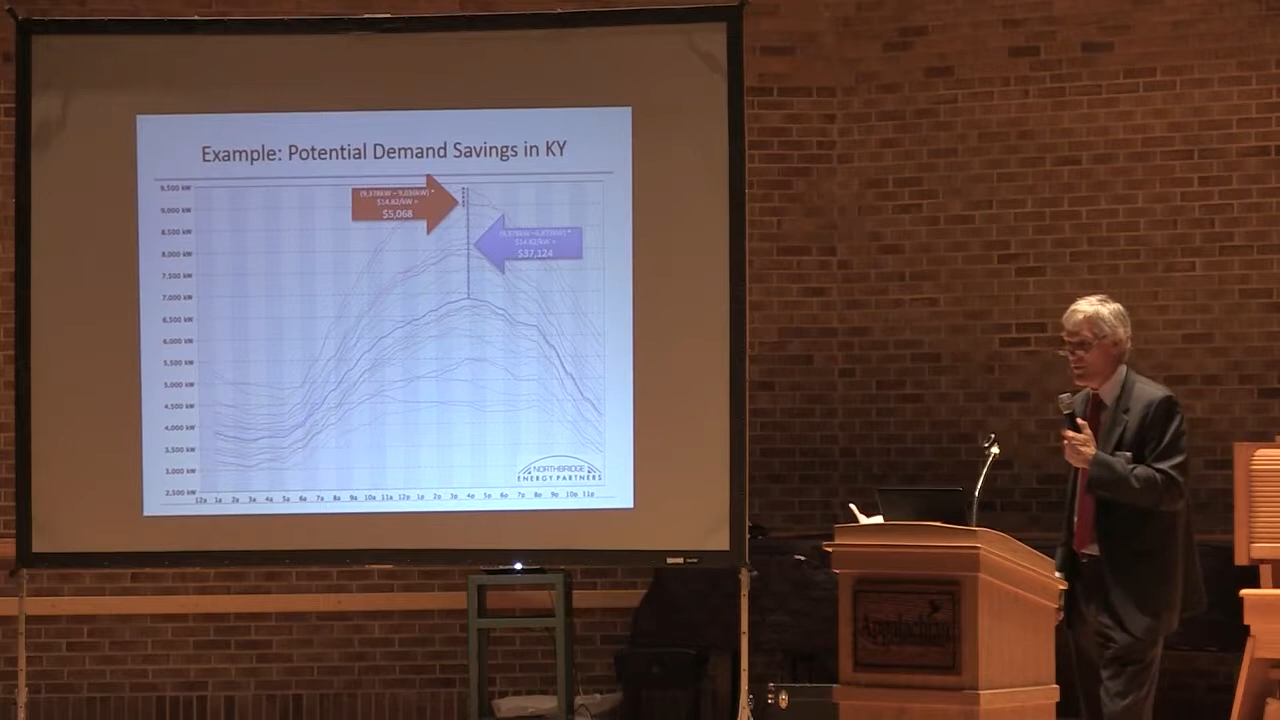 Example: Potential Demand Savings in KY
9,500 kW
9,000 kW
8,500 kW
8,000 kW
7,500 kW
7,000 kW
6,500 kW
6,000 kW
5,500 kW
5,000 kW
4,500 kW
4,000 kW
3,500 kW
3,000 kW
2,500 kW
(9,378kW – 9,036kW) *
$14.82/kW =
$5,068
$14.82/kW =
$37,124
NORTHBRIDGE
ENERGY PARTNERS
12a 1a 2a 3a 4a 5a 6a 7a 8a 9a 10a 11a 12p 1p 2p 3p 4p 5p 6p 7p 8p 9p 10p 11p
Appalachian